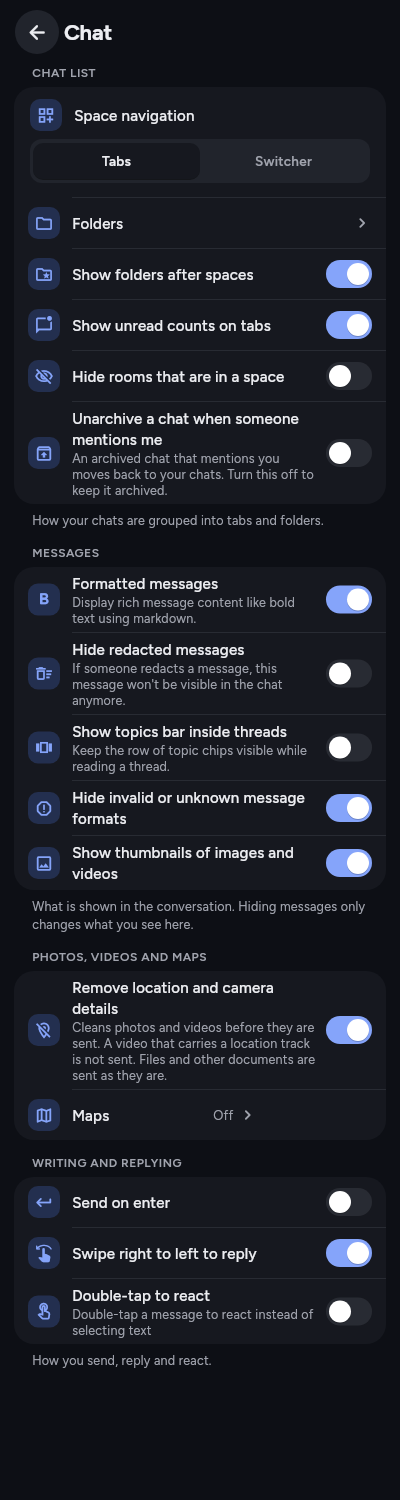 Chat
CHAT LIST
Space navigation
Tabs
Switcher
Folders
Show folders after spaces
Show unread counts on tabs
Hide rooms that are in a space
Unarchive a chat when someone
mentions me
An archived chat that mentions you
moves back to your chats. Turn this off to
keep it archived.
How your chats are grouped into tabs and folders.
MESSAGES
B
Formatted messages
Display rich message content like bold
text using markdown.
Hide redacted messages
If someone redacts a message, this
message won't be visible in the chat
anymore.
Show topics bar inside threads
Keep the row of topic chips visible while
reading a thread.
Hide invalid or unknown message
formats
Show thumbnails of images and
videos
What is shown in the conversation. Hiding messages only
changes what you see here.
PHOTOS, VIDEOS AND MAPS
Remove location and camera
details
Cleans photos and videos before they are
sent. A video that carries a location track
is not sent. Files and other documents are
sent as they are.
Maps
Off
WRITING AND REPLYING
Send on enter
Swipe right to left to reply
Double-tap to react
Double-tap a message to react instead of
selecting text
How you send, reply and react.